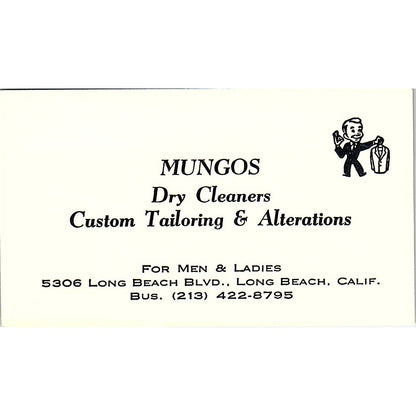 MUNGOS
Dry Cleaners
Custom Tailoring & Alterations
For Men & Ladies
5306 Long Beach Blvd., Long Beach, Calif.
Bus. (213) 422-8795